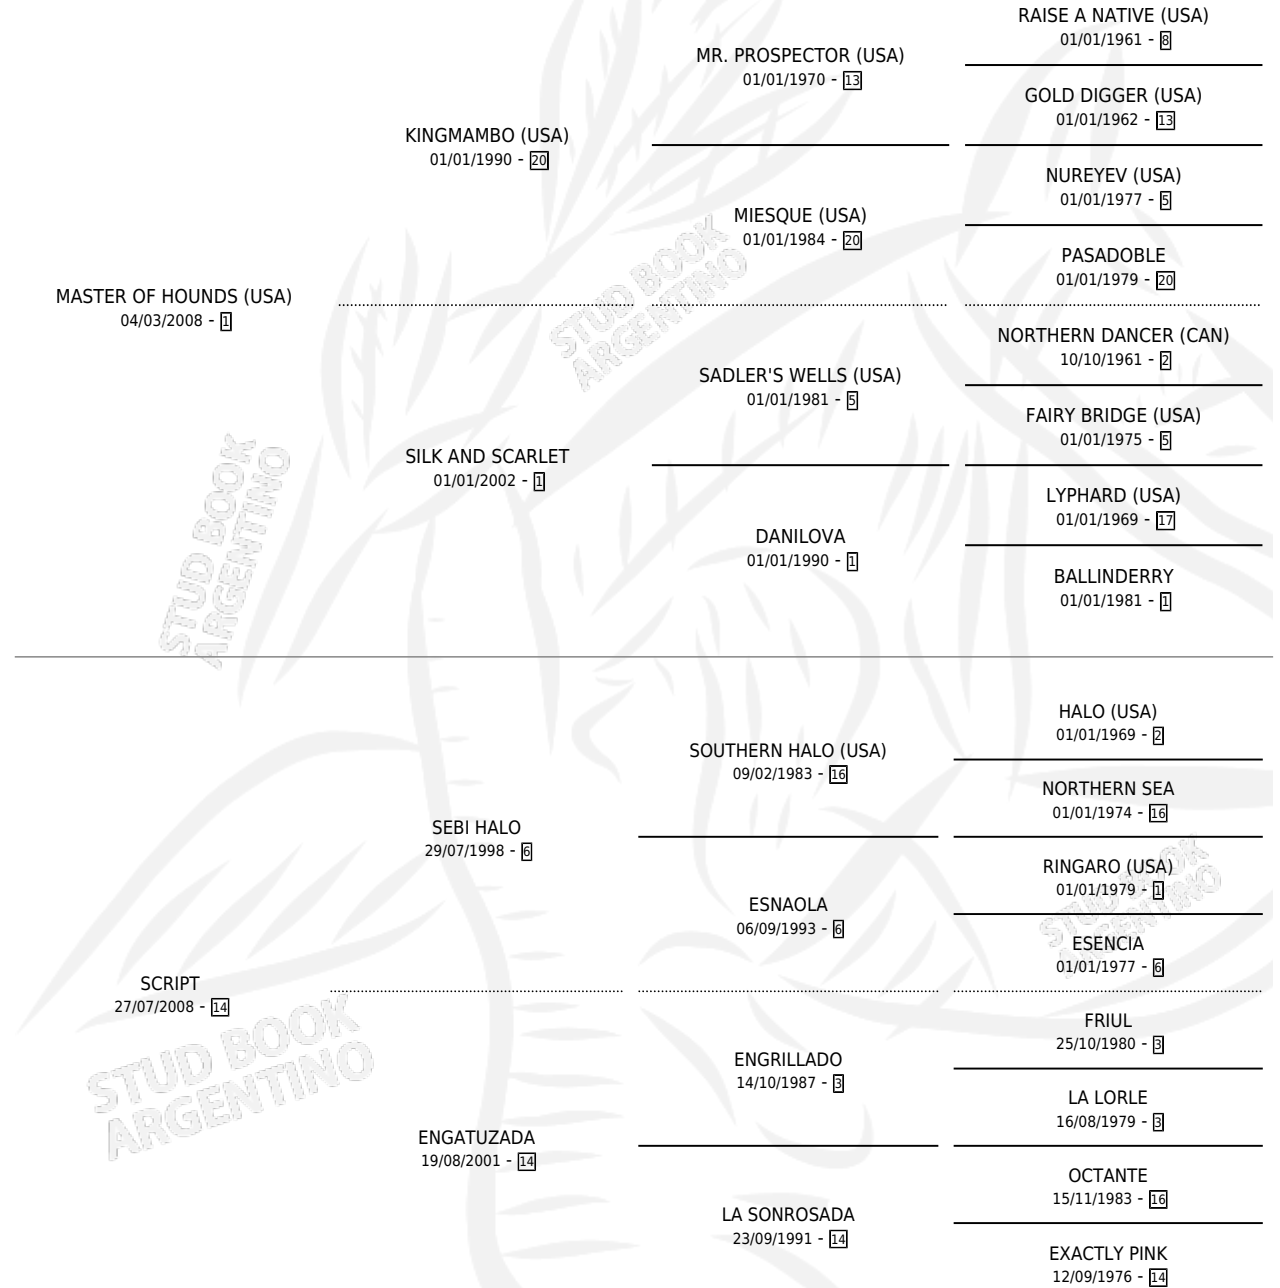 RAISE A NATIVE (USA)
01/01/1961 - 8
MR. PROSPECTOR (USA)
01/01/1970 - 13
GOLD DIGGER (USA)
01/01/1962 - 13
KINGMAMBO (USA)
01/01/1990 - 20
NUREYEV (USA)
01/01/1977 - 5
MIESQUE (USA)
01/01/1984 - 20
PASADOBLE
01/01/1979 - 20
MASTER OF HOUNDS (USA)
04/03/2008 - 1
NORTHERN DANCER (CAN)
10/10/1961 - 2
SADLER'S WELLS (USA)
01/01/1981 - 5
FAIRY BRIDGE (USA)
01/01/1975 - 5
SILK AND SCARLET
01/01/2002 - 1
LYPHARD (USA)
01/01/1969 - 17
DANILOVA
01/01/1990 - 1
BALLINDERRY
01/01/1981 - 1
STUD BOOK
ARGENTINO
STUD BOOK
ARGENTINO
HALO (USA)
01/01/1969 - 2
SOUTHERN HALO (USA)
09/02/1983 - 16
NORTHERN SEA
01/01/1974 - 16
SEBI HALO
29/07/1998 - 6
RINGARO (USA)
01/01/1979 - 1
ESNAOLA
06/09/1993 - 6
ESENCIA
01/01/1977 - 6
STUD BOOK
ARGENTINO
SCRIPT
27/07/2008 - 14
FRIUL
25/10/1980 - 3
ENGRILLADO
14/10/1987 - 3
LA LORLE
16/08/1979 - 3
ENGATUZADA
19/08/2001 - 14
OCTANTE
15/11/1983 - 16
LA SONROSADA
23/09/1991 - 14
EXACTLY PINK
12/09/1976 - 14
STUD BOOK
ARGENTINO